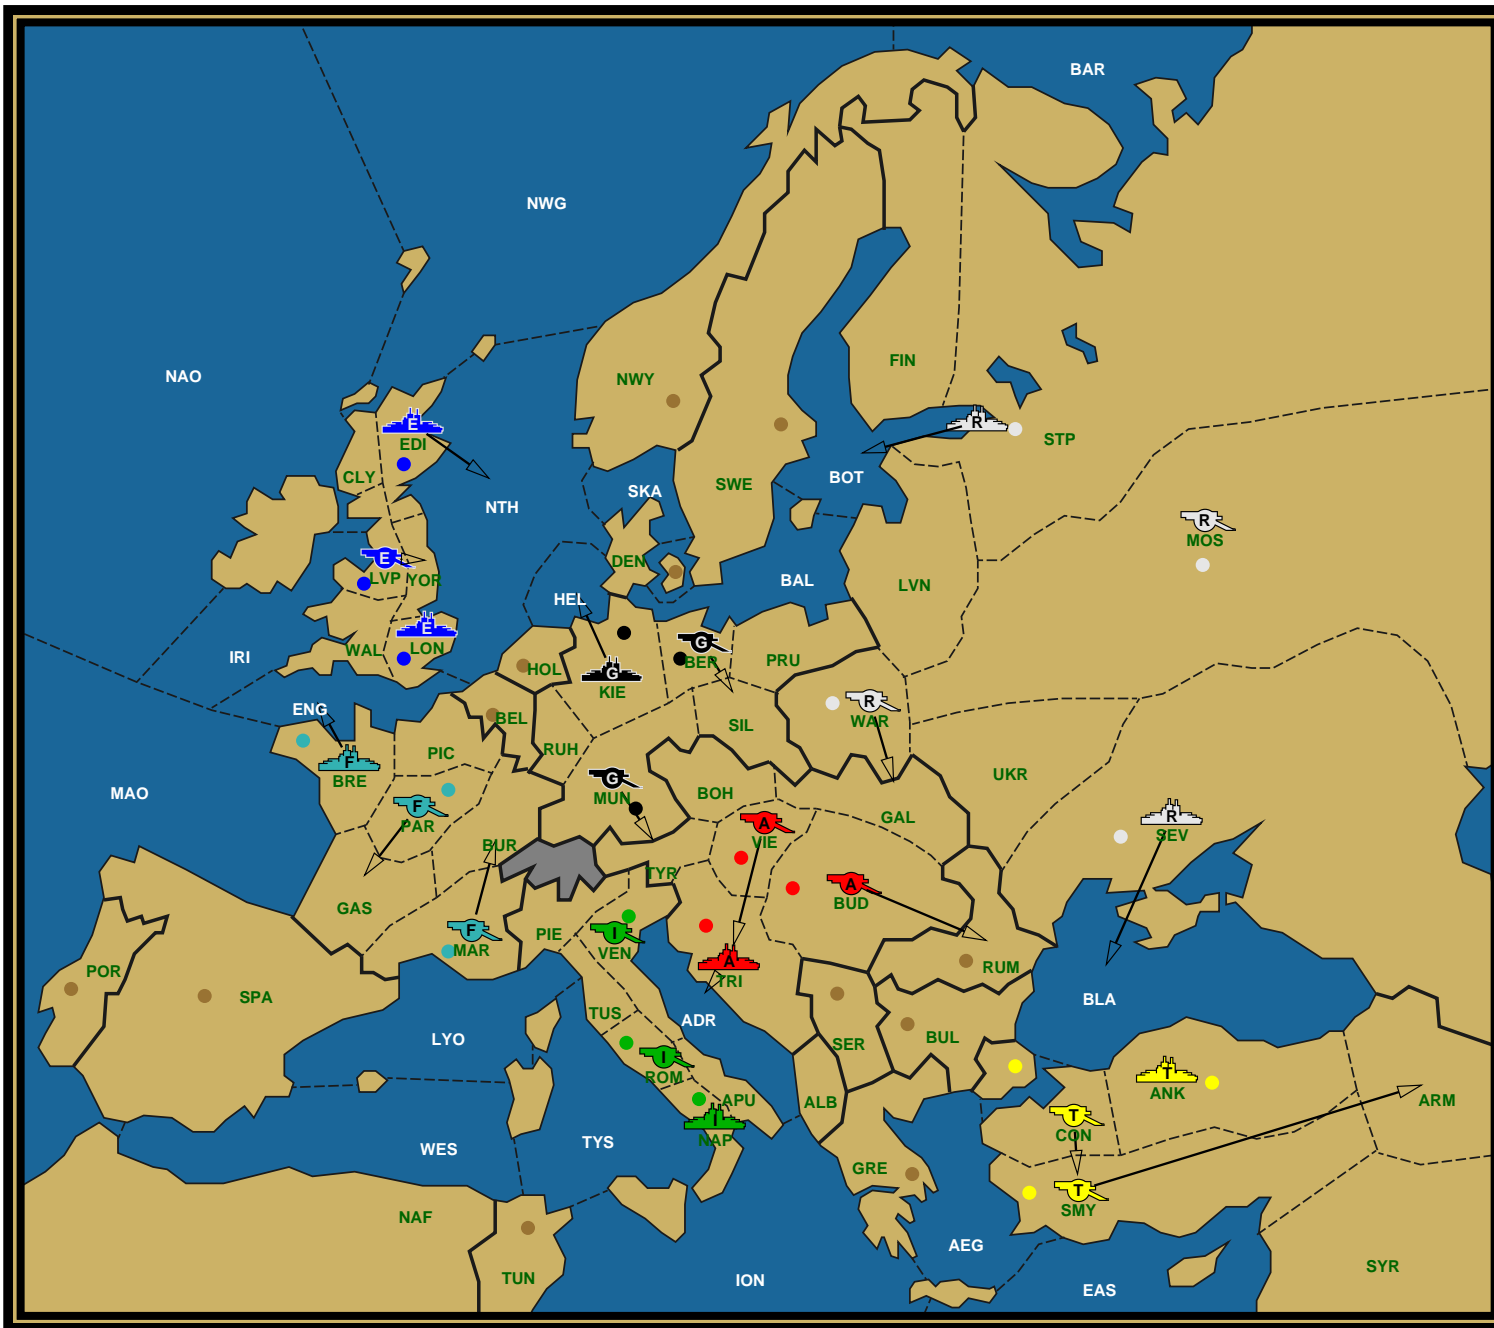 BAR
NWG
NAO
FIN
NWY
E
EDI
R
STP
CLY
SWE
BOT
SKA
NTH
R
MOS
E
LVP
YOR
DEN
BAL
LVN
HEL
E
LON
WAL
IRI
G
BER
PRU
HOL
G
KIE
R
WAR
ENG
BEL
SIL
RUH
PIC
F
BRE
UKR
G
MUN
BOH
MAO
F
PAR
A
VIE
GAL
R
SEV
BUR
TYR
A
BUD
GAS
F
MAR
PIE
I
VEN
A
TRI
RUM
POR
SPA
BLA
TUS
ADR
LYO
SER
BUL
I
ROM
T
ANK
APU
ALB
ARM
I
NAP
T
CON
WES
TYS
GRE
T
SMY
NAF
AEG
TUN
ION
EAS
SYR